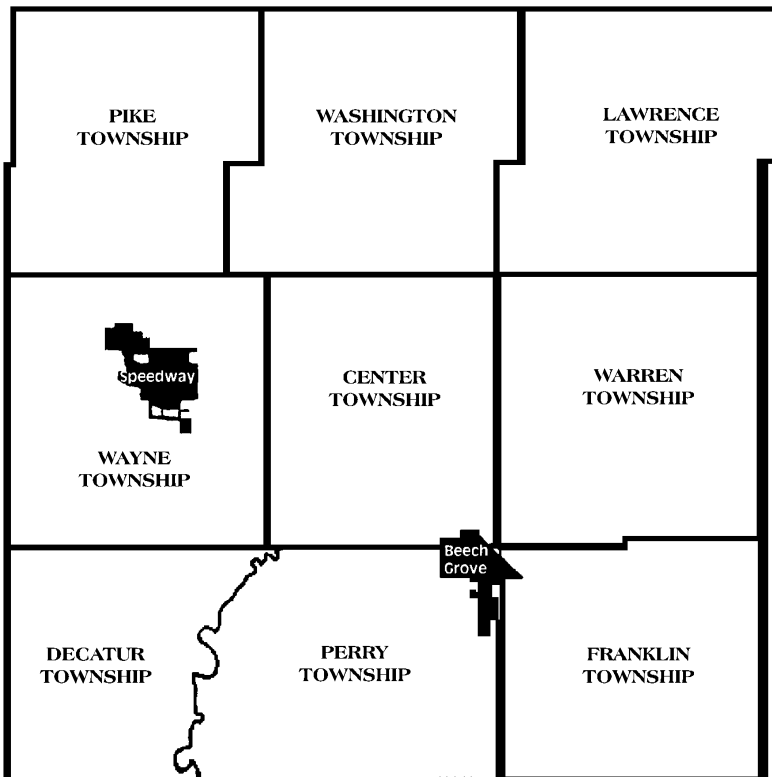 PIKE
TOWNSHIP
WASHINGTON
TOWNSHIP
LAWRENCE
TOWNSHIP
Speedway
WAYNE
TOWNSHIP
CENTER
TOWNSHIP
WARREN
TOWNSHIP
Beech
Grove
DECATUR
TOWNSHIP
PERRY
TOWNSHIP
FRANKLIN
TOWNSHIP